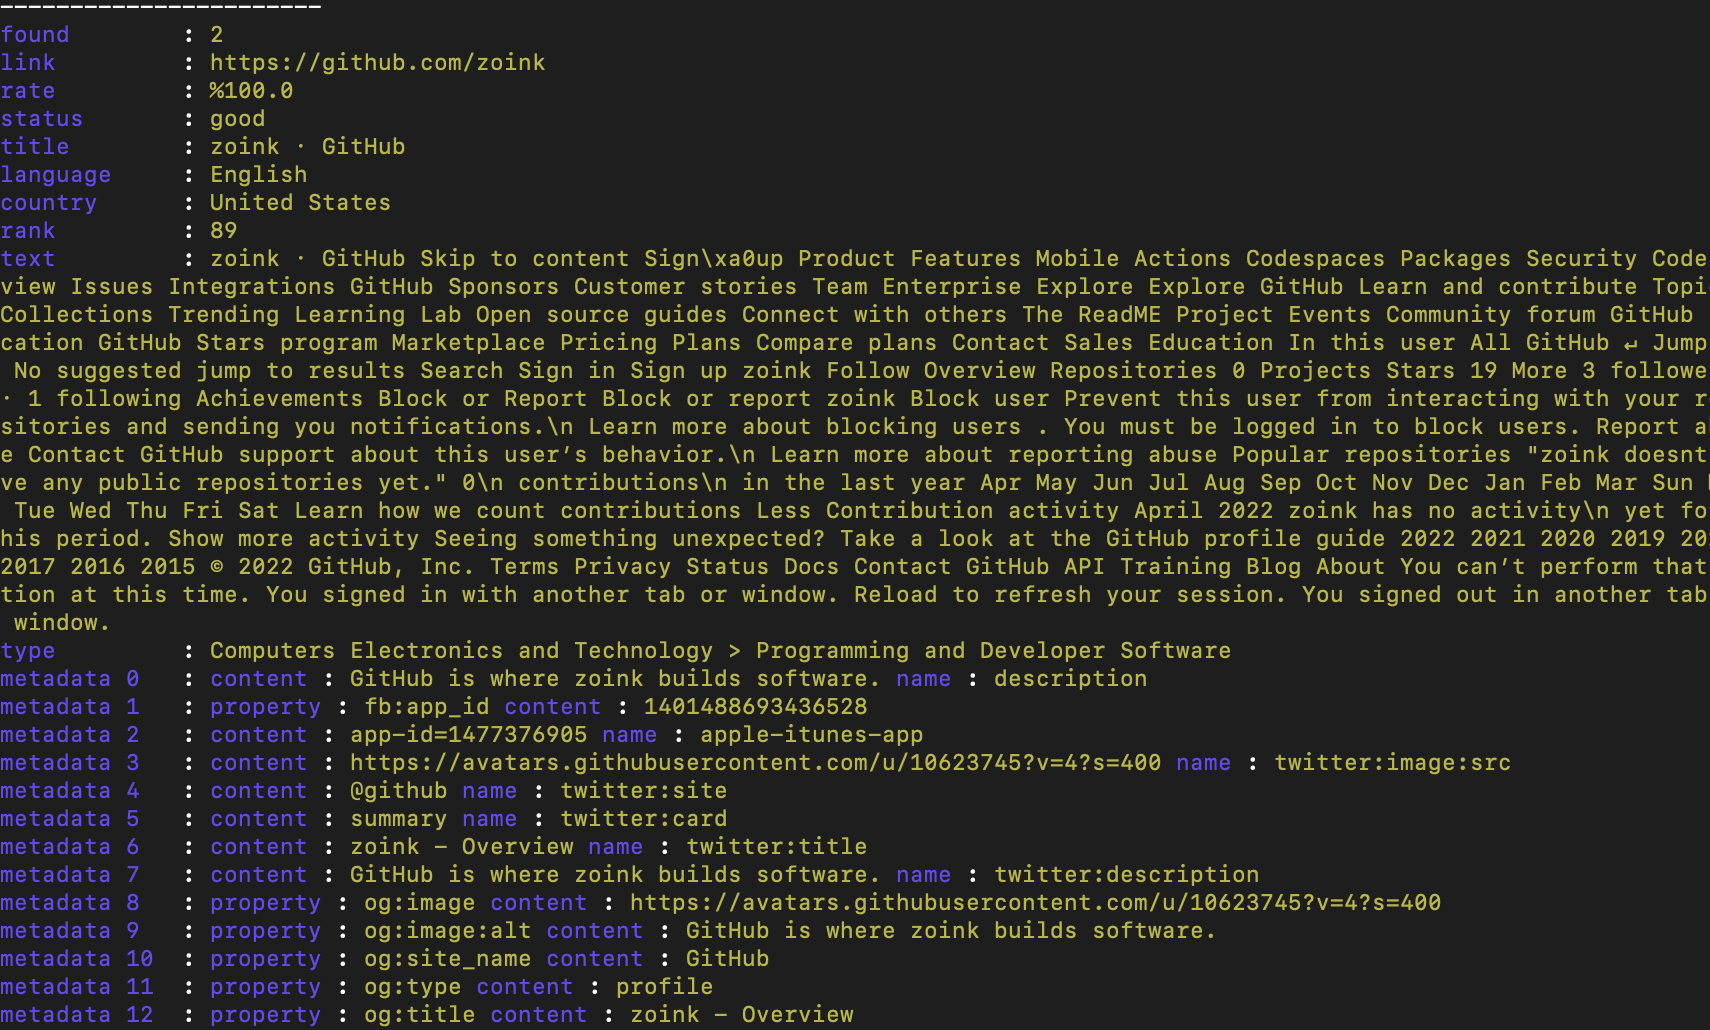 -----------------------
found : 2
link : https://github.com/zoink
rate : %100.0
status : good
title : zoink · GitHub
language : English
country : United States
rank : 89
text : zoink · GitHub Skip to content Sign\xa0up Product Features Mobile Actions Codespaces Packages Security Code
view Issues Integrations GitHub Sponsors Customer stories Team Enterprise Explore Explore GitHub Learn and contribute Topi
Collections Trending Learning Lab Open source guides Connect with others The ReadME Project Events Community forum GitHub
cation GitHub Stars program Marketplace Pricing Plans Compare plans Contact Sales Education In this user All GitHub ↵ Jump
No suggested jump to results Search Sign in Sign up zoink Follow Overview Repositories 0 Projects Stars 19 More 3 followe
· 1 following Achievements Block or Report Block or report zoink Block user Prevent this user from interacting with your r
sitories and sending you notifications.\n Learn more about blocking users . You must be logged in to block users. Report a
e Contact GitHub support about this user’s behavior.\n Learn more about reporting abuse Popular repositories "zoink doesnt
ve any public repositories yet." 0\n contributions\n in the last year Apr May Jun Jul Aug Sep Oct Nov Dec Jan Feb Mar Sun
Tue Wed Thu Fri Sat Learn how we count contributions Less Contribution activity April 2022 zoink has no activity\n yet fo
his period. Show more activity Seeing something unexpected? Take a look at the GitHub profile guide 2022 2021 2020 2019 20
2017 2016 2015 © 2022 GitHub, Inc. Terms Privacy Status Docs Contact GitHub API Training Blog About You can’t perform that
tion at this time. You signed in with another tab or window. Reload to refresh your session. You signed out in another tab
window.
type : Computers Electronics and Technology > Programming and Developer Software
metadata 0 : content : GitHub is where zoink builds software. name : description
metadata 1 : property : fb:app_id content : 1401488693436528
metadata 2 : content : app-id=1477376905 name : apple-itunes-app
metadata 3 : content : https://avatars.githubusercontent.com/u/10623745?v=4?s=400 name : twitter:image:src
metadata 4 : content : @github name : twitter:site
metadata 5 : content : summary name : twitter:card
metadata 6 : content : zoink - Overview name : twitter:title
metadata 7 : content : GitHub is where zoink builds software. name : twitter:description
metadata 8 : property : og:image content : https://avatars.githubusercontent.com/u/10623745?v=4?s=400
metadata 9 : property : og:image:alt content : GitHub is where zoink builds software.
metadata 10 : property : og:site_name content : GitHub
metadata 11 : property : og:type content : profile
metadata 12 : property : og:title content : zoink - Overview